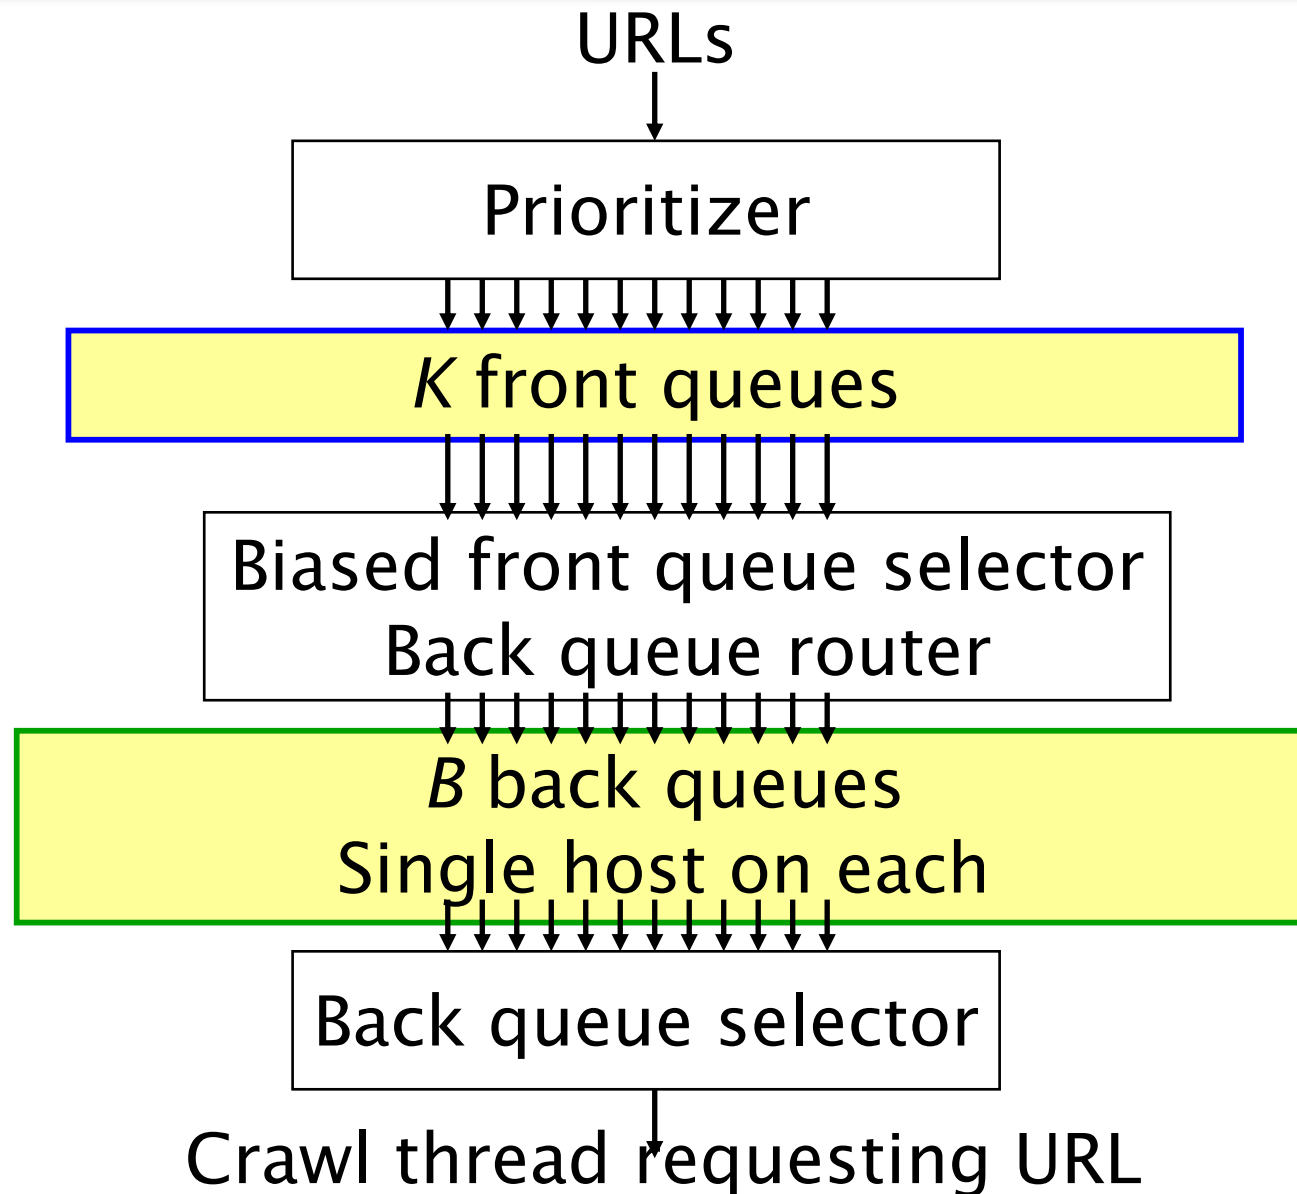 URLs
Prioritizer
K front queues
Biased front queue selector
Back queue router
B back queues
Single host on each
Back queue selector
Crawl thread requesting URL